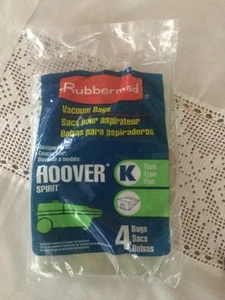 Rubbermaid
Vacuum Bags
Sacs pour aspirateur
Bolsas para aspiradoras
HOOVER
SPIRIT
K
Type
Type
Tipo
4
Bags
Sacs
Bolsas